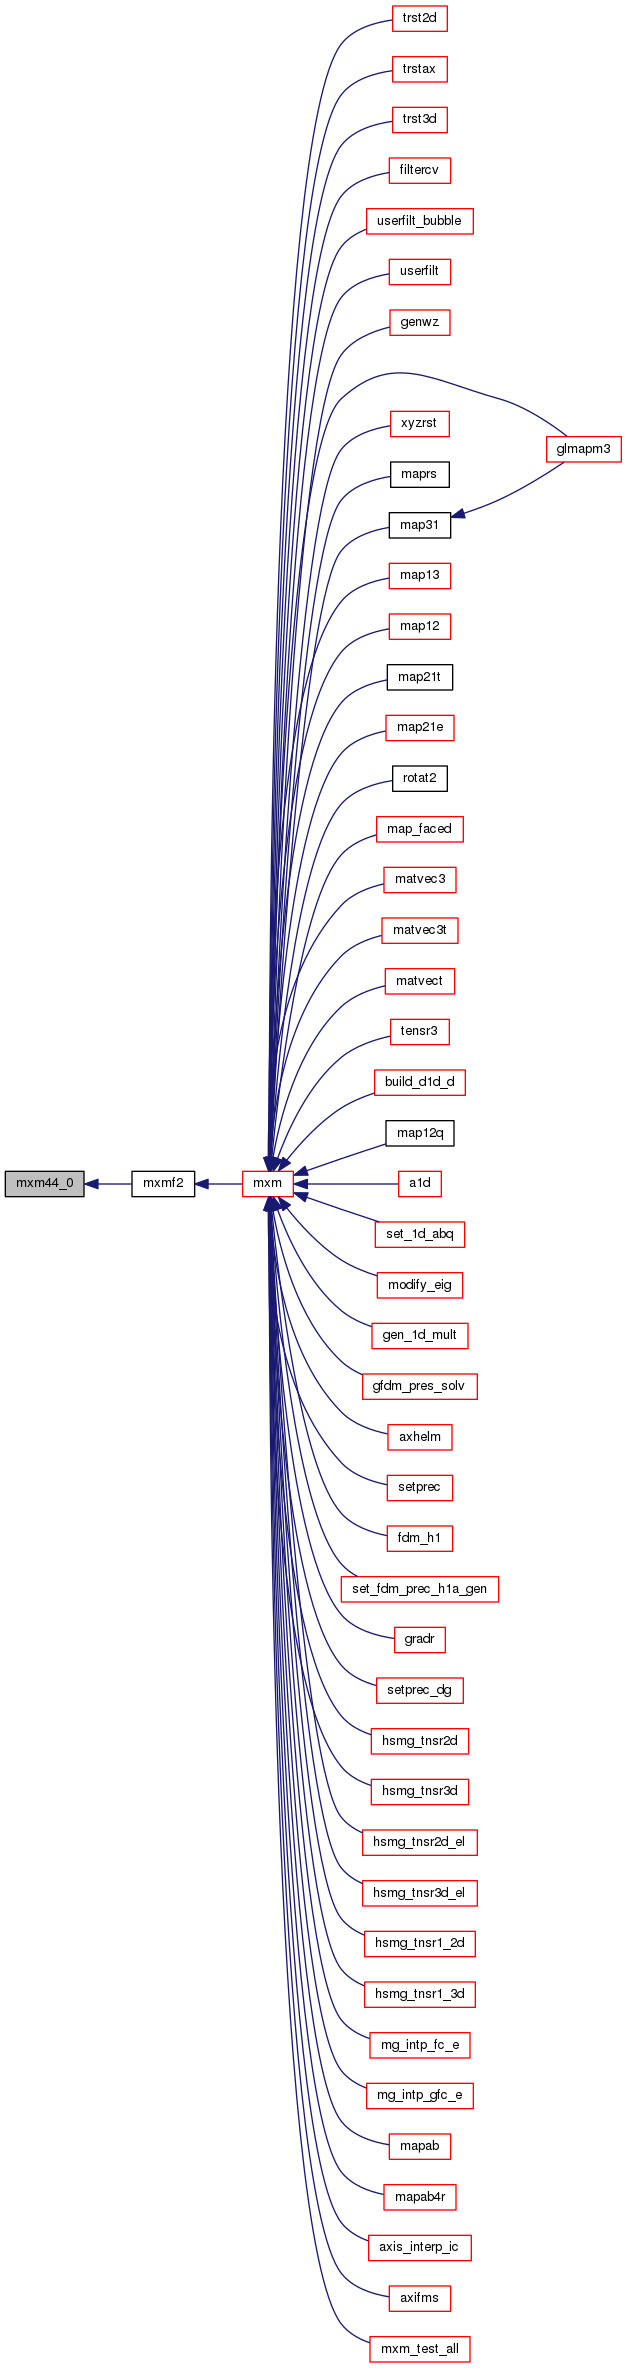 trst2d
trstax
trst3d
filtercv
userfilt_bubble
userfilt
genwz
xyzrst
glmapm3
maprs
map31
map13
map12
map21t
map21e
rotat2
map_faced
matvec3
matvec3t
matvect
tensr3
build_d1d_d
map12q
mxm44_0
mxmf2
mxm
a1d
set_1d_abq
modify_eig
gen_1d_mult
gfdm_pres_solv
axhelm
setprec
fdm_h1
set_fdm_prec_h1a_gen
gradr
setprec_dg
hsmg_tnsr2d
hsmg_tnsr3d
hsmg_tnsr2d_el
hsmg_tnsr3d_el
hsmg_tnsr1_2d
hsmg_tnsr1_3d
mg_intp_fc_e
mg_intp_gfc_e
mapab
mapab4r
axis_interp_ic
axifms
mxm_test_all